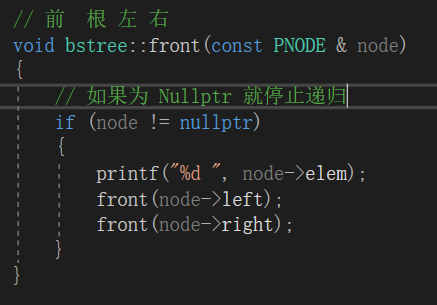 // 前  根 左 右
void bstree::front(const PNODE & node)
{
    // 如果为 Nullptr 就停止递归
    if (node != nullptr)
    {
        printf("%d ", node->elem);
        front(node->left);
        front(node->right);
    }
}